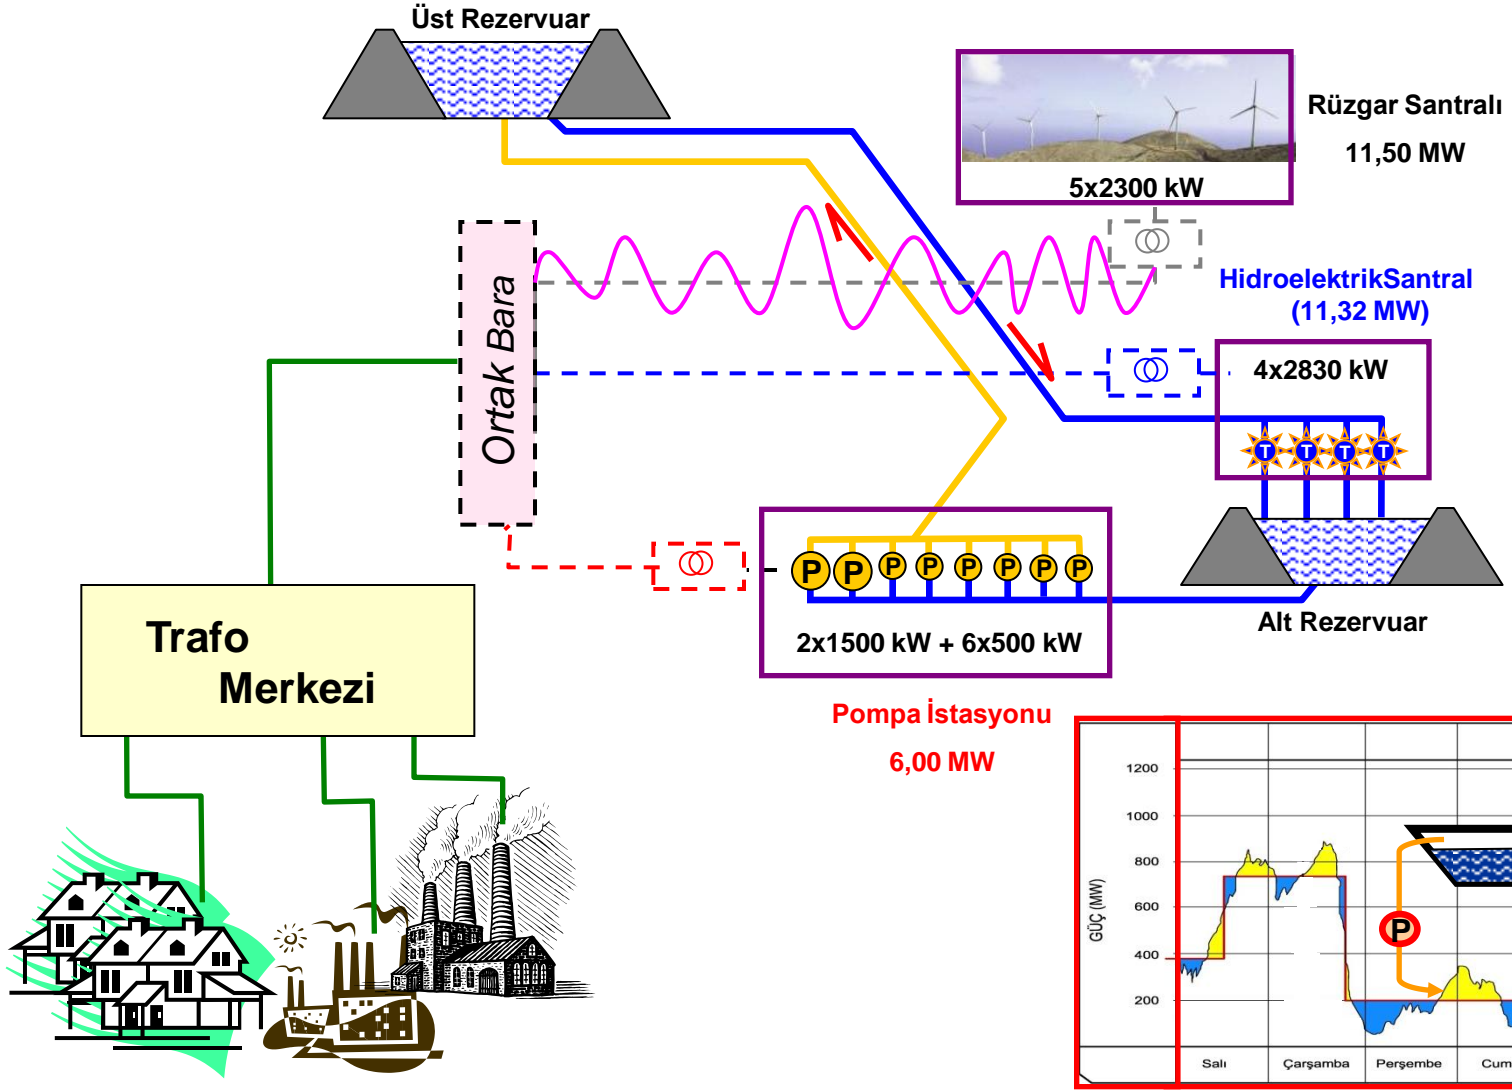 Üst Rezervuar
Rüzgar Santralı
11,50 MW
5x2300 kW
HidroelektrikSantral
(11,32 MW)
4x2830 kW
Ortak Bara
T T T T
P P P P P P P P
2x1500 kW + 6x500 kW
Alt Rezervuar
Trafo
Merkezi
Pompa İstasyonu
6,00 MW
GÜÇ (MW)
1200
1000
800
600
400
200
P
Salı Çarşamba Perşembe Cum